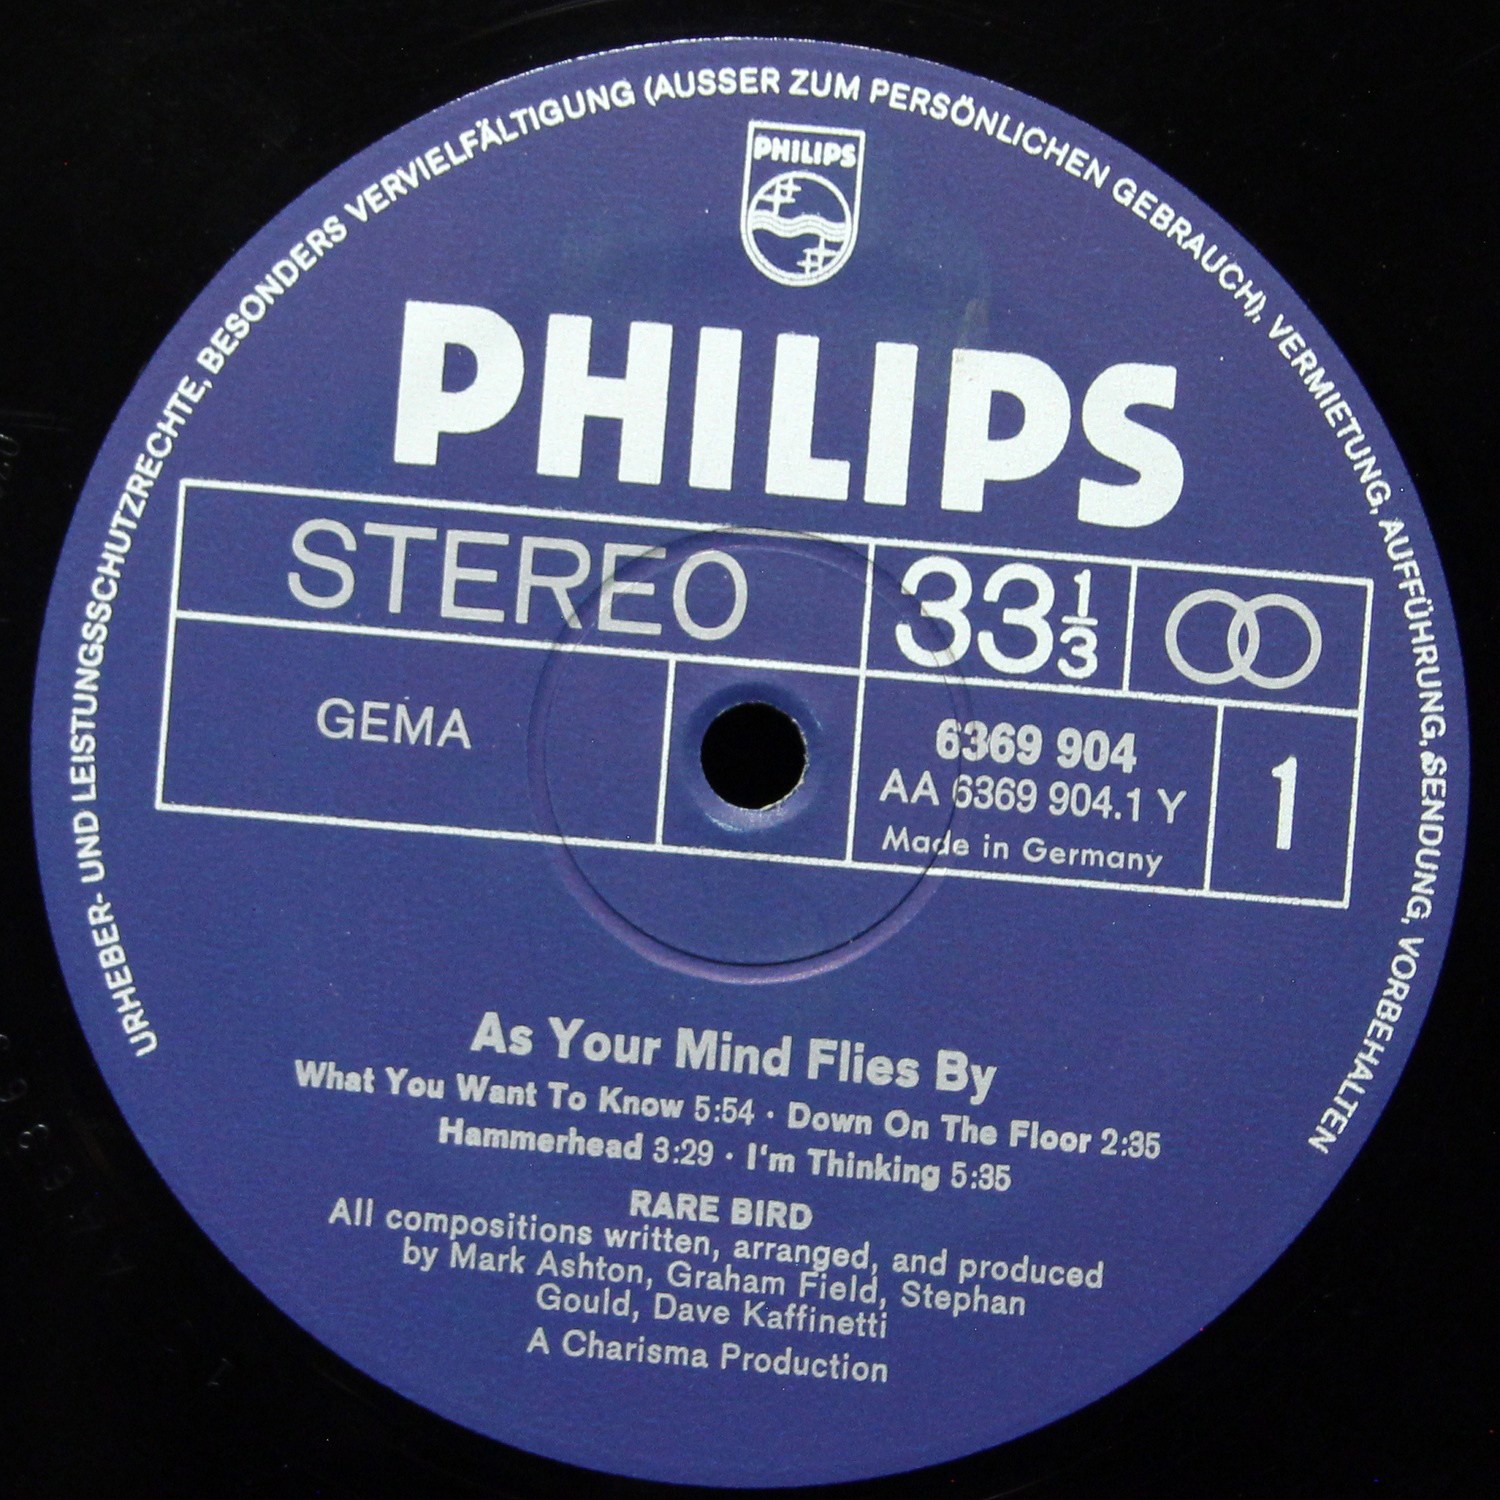 URHEBER- UND LEISTUNGSSCHUTZRECHTE, BESONDERS VERVIELFÄLTIGUNG (AUSSER ZUM PERSÖNLICHEN GEBRAUCH), VERMIETUNG, AUFFÜHRUNG, SENDUNG, VORBEHALTEN
PHILIPS
PHILIPS
STEREO 33 1/3
GEMA
6369 904
AA 6369 904.1 Y
Made in Germany
1
As Your Mind Flies By
What You Want To Know 5:54 · Down On The Floor 2:35
Hammerhead 3:29 · I'm Thinking 5:35
RARE BIRD
All compositions written, arranged, and produced
by Mark Ashton, Graham Field, Stephan
Gould, Dave Kaffinetti
A Charisma Production